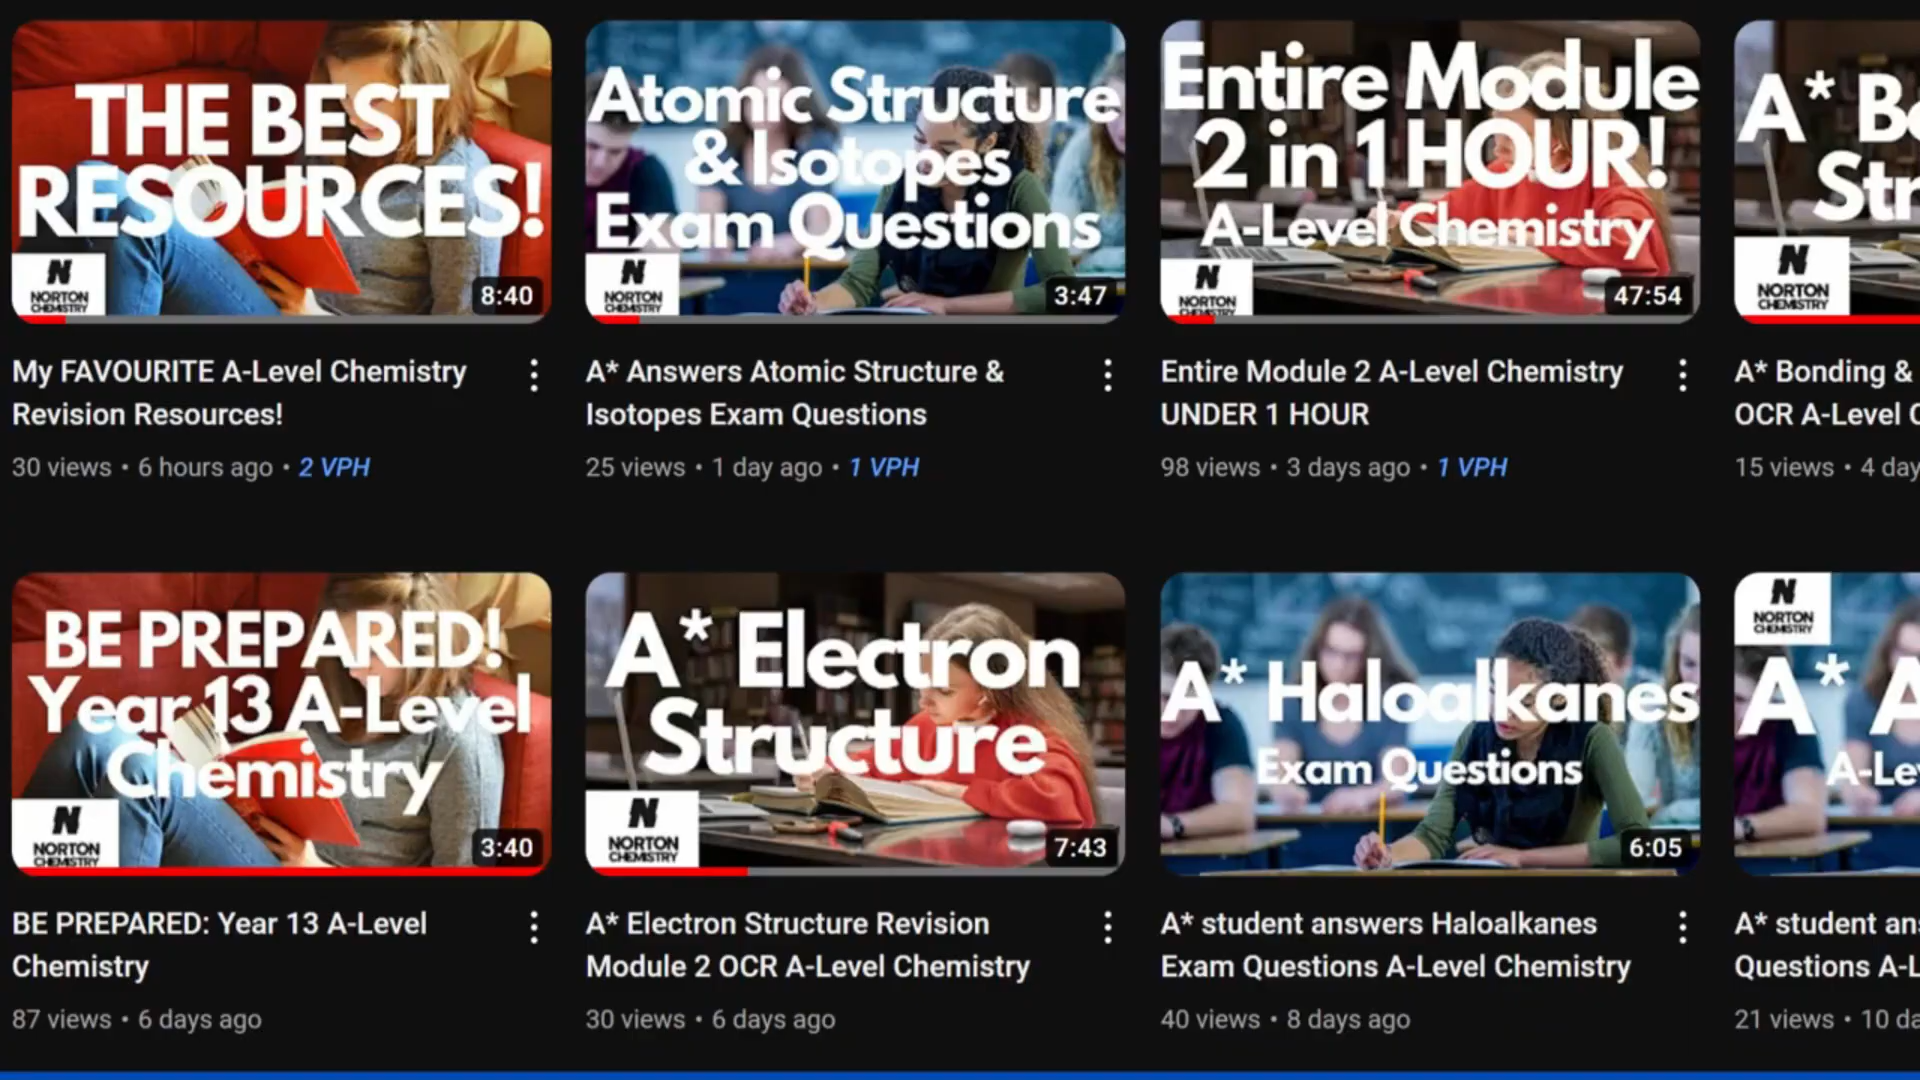 THE BEST
RESOURCES!
N
NORTON
CHEMISTRY
8:40
My FAVOURITE A-Level Chemistry
Revision Resources!
30 views • 6 hours ago • 2 VPH
Atomic Structure
& Isotopes
Exam Questions
N
NORTON
CHEMISTRY
3:47
A* Answers Atomic Structure &
Isotopes Exam Questions
25 views • 1 day ago • 1 VPH
Entire Module
2 in 1 HOUR!
A-Level Chemistry
N
NORTON
CHEMISTRY
47:54
Entire Module 2 A-Level Chemistry
UNDER 1 HOUR
98 views • 3 days ago • 1 VPH
A* Bo
Str
N
NORTON
CHEMISTRY
A* Bonding &
OCR A-Level C
15 views • 4 day
BE PREPARED!
Year 13 A-Level
Chemistry
N
NORTON
CHEMISTRY
3:40
BE PREPARED: Year 13 A-Level
Chemistry
87 views • 6 days ago
A* Electron
Structure
N
NORTON
CHEMISTRY
7:43
A* Electron Structure Revision
Module 2 OCR A-Level Chemistry
30 views • 6 days ago
A* Haloalkanes
Exam Questions
6:05
A* student answers Haloalkanes
Exam Questions A-Level Chemistry
40 views • 8 days ago
N
NORTON
CHEMISTRY
A* A
A-Le
A* student ans
Questions A-L
21 views • 10 da